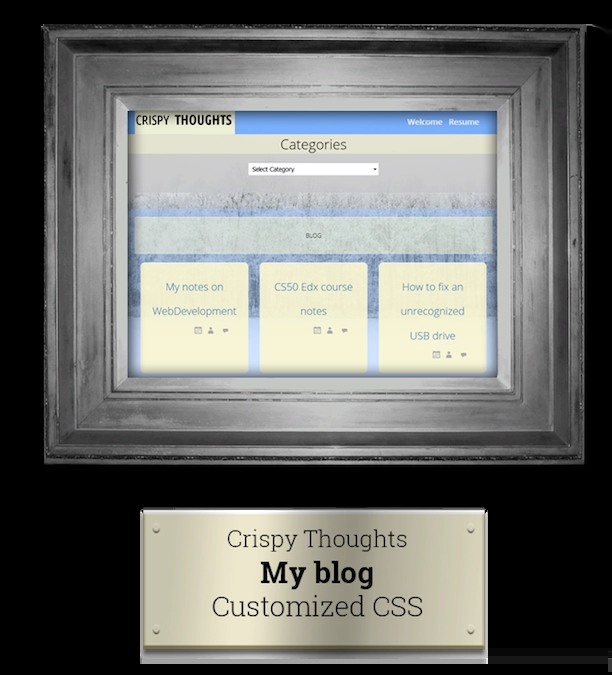 CRISPY THOUGHTS
Welcome Resume
Categories
Select Category
BLOG
My notes on
WebDevelopment
CS50 Edx course
notes
How to fix an
unrecognized
USB drive
Crispy Thoughts
My blog
Customized CSS